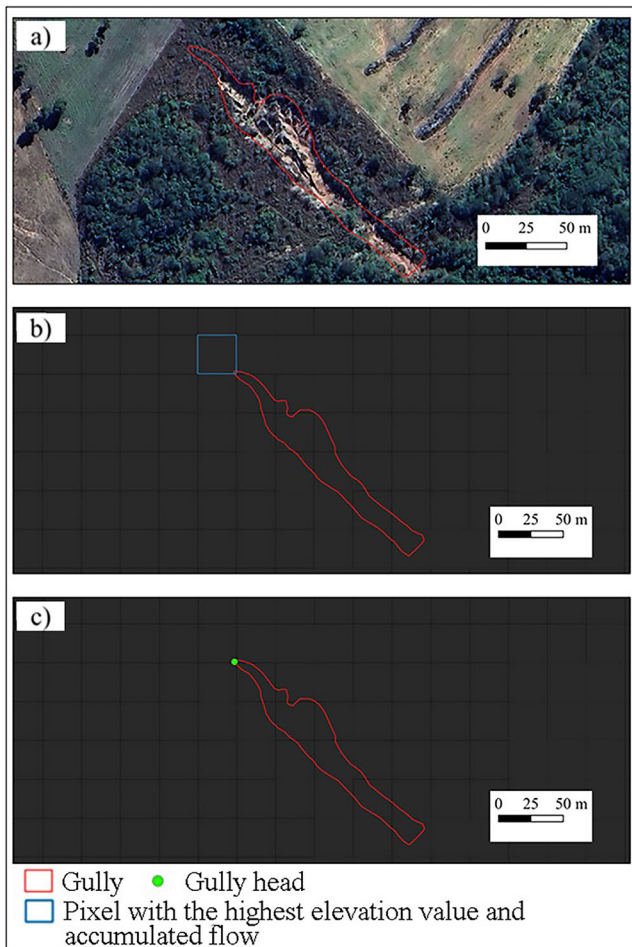 a)
0 25 50 m
b)
0 25 50 m
c)
0 25 50 m
Gully
Gully head
Pixel with the highest elevation value and
accumulated flow